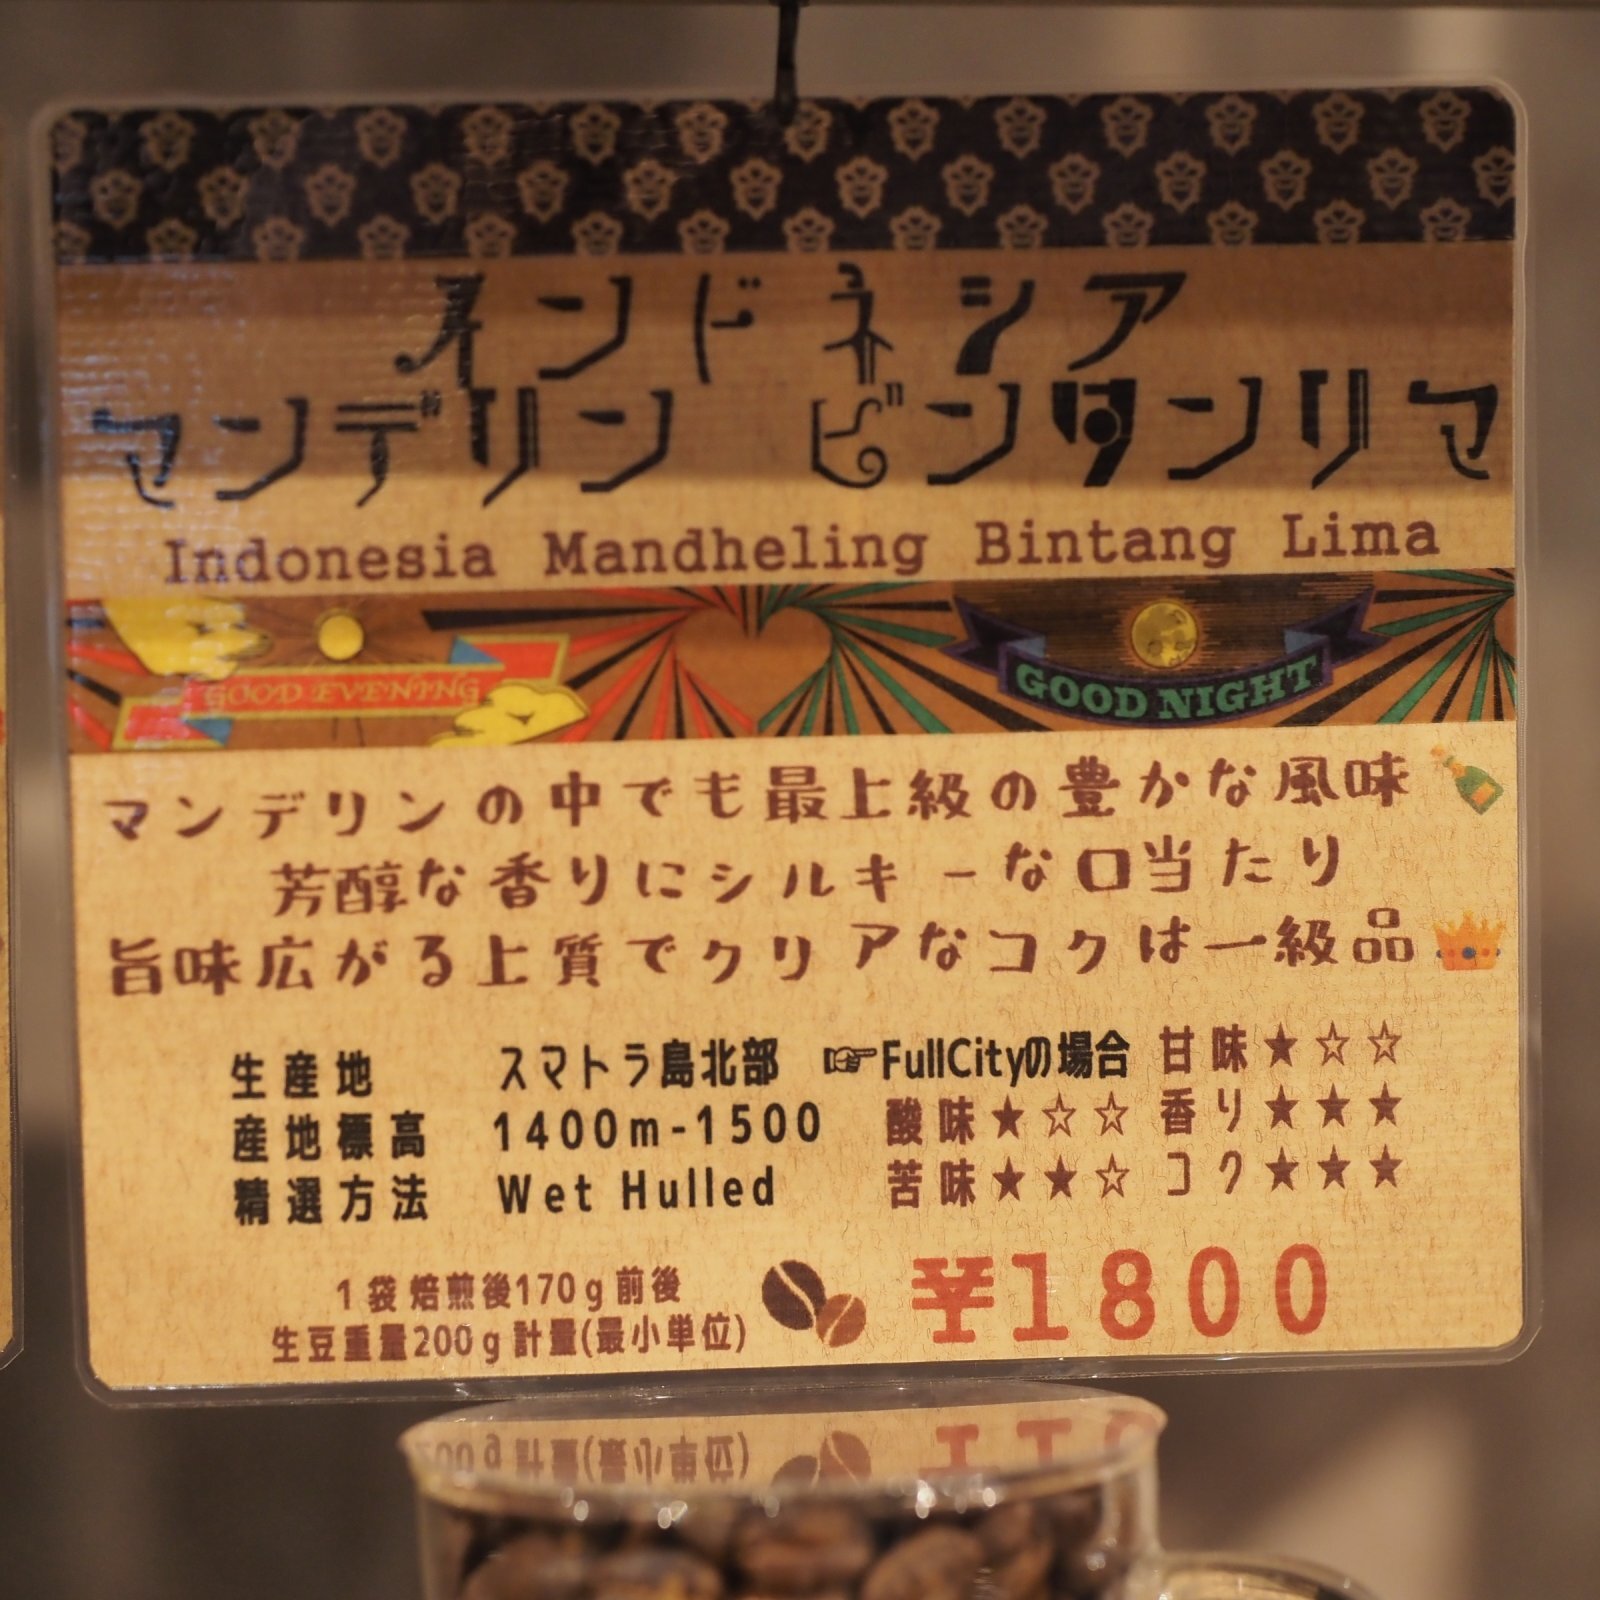 インドネシア
マンデリン ビンタンリマ
Indonesia Mandheling Bintang Lima
GOOD EVENING
GOOD NIGHT
マンデリンの中でも最上級の豊かな風味
芳醇な香りにシルキーな口当たり
旨味広がる上質でクリアなコクは一級品
生産地 スマトラ島北部
産地標高 1400m-1500
精選方法 Wet Hulled
☞FullCityの場合 甘味★☆☆
酸味★☆☆ 香り★★★
苦味★★☆ コク★★★
1袋焙煎後170g前後
生豆重量200g計量(最小単位)
¥1800